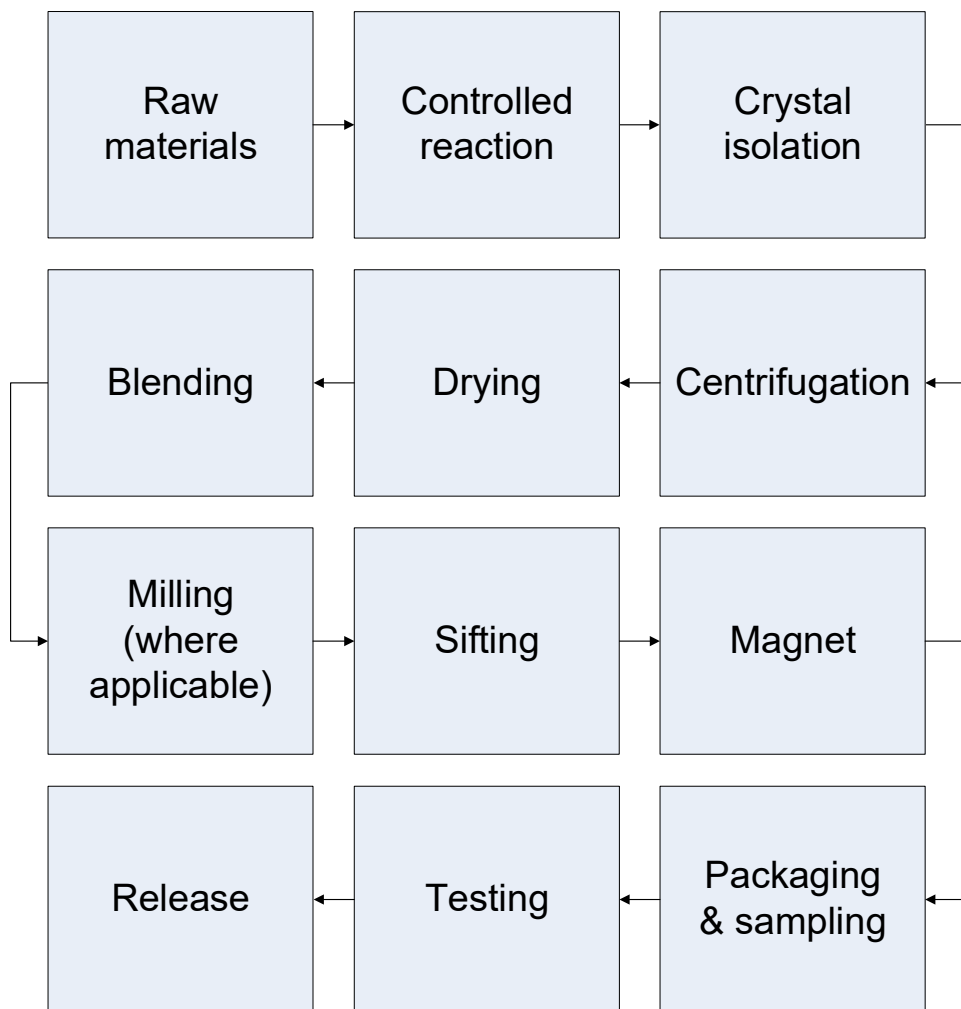 Raw
materials
Controlled
reaction
Crystal
isolation
Blending
Drying
Centrifugation
Milling
(where
applicable)
Sifting
Magnet
Release
Testing
Packaging
& sampling